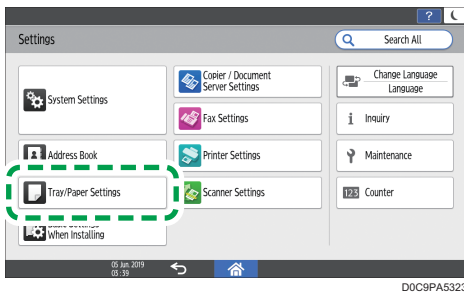 ?
Settings
Search All
System Settings
Copier / Document
Server Settings
Change Language
Language
Fax Settings
i Inquiry
Address Book
Printer Settings
Maintenance
Tray/Paper Settings
Scanner Settings
123 Counter
When Installing
05 Jun. 2019
03 :39
D0C9PA5323